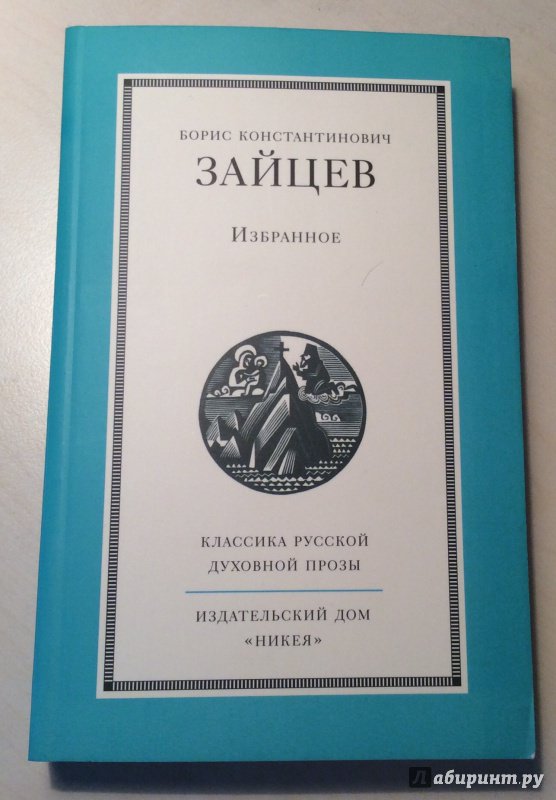 БОРИС КОНСТАНТИНОВИЧ
ЗАЙЦЕВ
ИЗБРАННОЕ
КЛАССИКА РУССКОЙ
ДУХОВНОЙ ПРОЗЫ
ИЗДАТЕЛЬСКИЙ ДОМ
«НИКЕЯ»
Лабиринт.ру